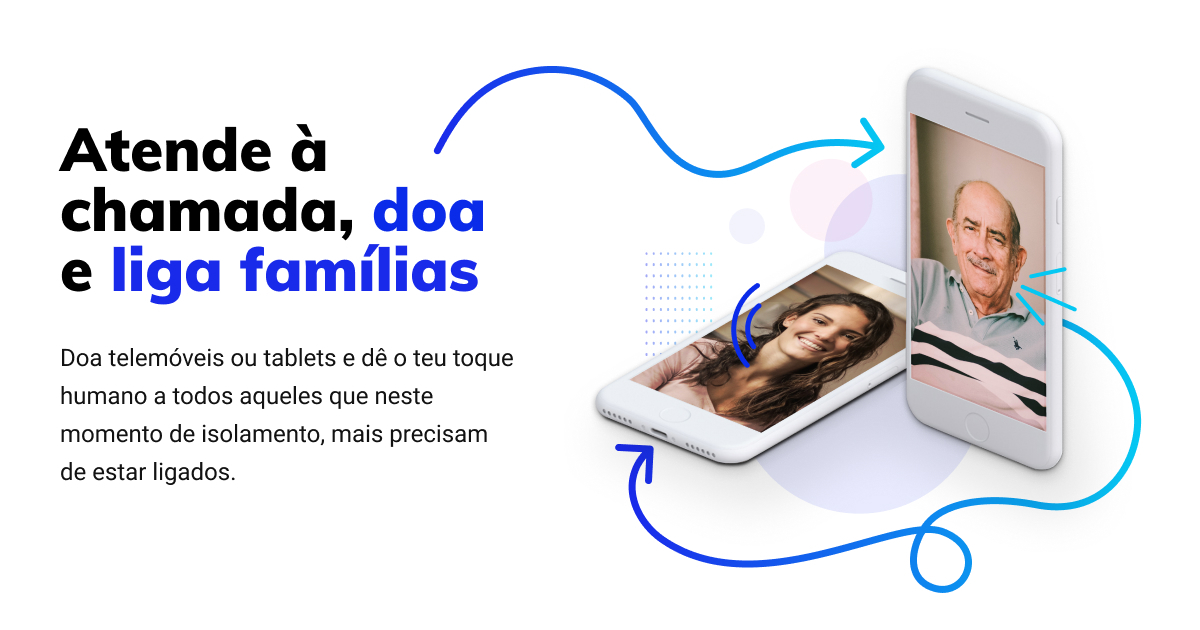 Atende à
chamada, doa
e liga famílias
Doa telemóveis ou tablets e dê o teu toque
humano a todos aqueles que neste
momento de isolamento, mais precisam
de estar ligados.